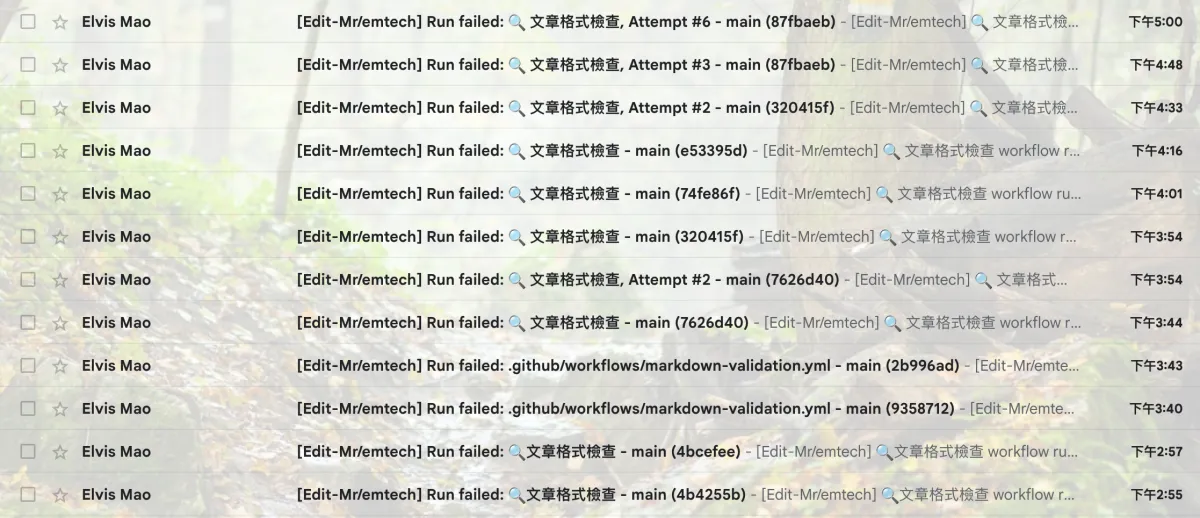 Elvis Mao [Edit-Mr/emtech] Run failed: 🔍 文章格式檢查, Attempt #6 - main (87fbaeb) - [Edit-Mr/emtech] 🔍 文章格式檢... 下午5:00
Elvis Mao [Edit-Mr/emtech] Run failed: 🔍 文章格式檢查, Attempt #3 - main (87fbaeb) - [Edit-Mr/emtech] 🔍 文章格式檢... 下午4:48
Elvis Mao [Edit-Mr/emtech] Run failed: 🔍 文章格式檢查, Attempt #2 - main (320415f) - [Edit-Mr/emtech] 🔍 文章格式檢... 下午4:33
Elvis Mao [Edit-Mr/emtech] Run failed: 🔍 文章格式檢查 - main (e53395d) - [Edit-Mr/emtech] 🔍 文章格式檢查 workflow r... 下午4:16
Elvis Mao [Edit-Mr/emtech] Run failed: 🔍 文章格式檢查 - main (74fe86f) - [Edit-Mr/emtech] 🔍 文章格式檢查 workflow ru... 下午4:01
Elvis Mao [Edit-Mr/emtech] Run failed: 🔍 文章格式檢查 - main (320415f) - [Edit-Mr/emtech] 🔍 文章格式檢查 workflow r... 下午3:54
Elvis Mao [Edit-Mr/emtech] Run failed: 🔍 文章格式檢查, Attempt #2 - main (7626d40) - [Edit-Mr/emtech] 🔍 文章格式... 下午3:54
Elvis Mao [Edit-Mr/emtech] Run failed: 🔍 文章格式檢查 - main (7626d40) - [Edit-Mr/emtech] 🔍 文章格式檢查 workflow r... 下午3:44
Elvis Mao [Edit-Mr/emtech] Run failed: .github/workflows/markdown-validation.yml - main (2b996ad) - [Edit-Mr/emte... 下午3:43
Elvis Mao [Edit-Mr/emtech] Run failed: .github/workflows/markdown-validation.yml - main (9358712) - [Edit-Mr/emte... 下午3:40
Elvis Mao [Edit-Mr/emtech] Run failed: 🔍文章格式檢查 - main (4bcefee) - [Edit-Mr/emtech] 🔍文章格式檢查 workflow ru... 下午2:57
Elvis Mao [Edit-Mr/emtech] Run failed: 🔍文章格式檢查 - main (4b4255b) - [Edit-Mr/emtech] 🔍文章格式檢查 workflow r... 下午2:55